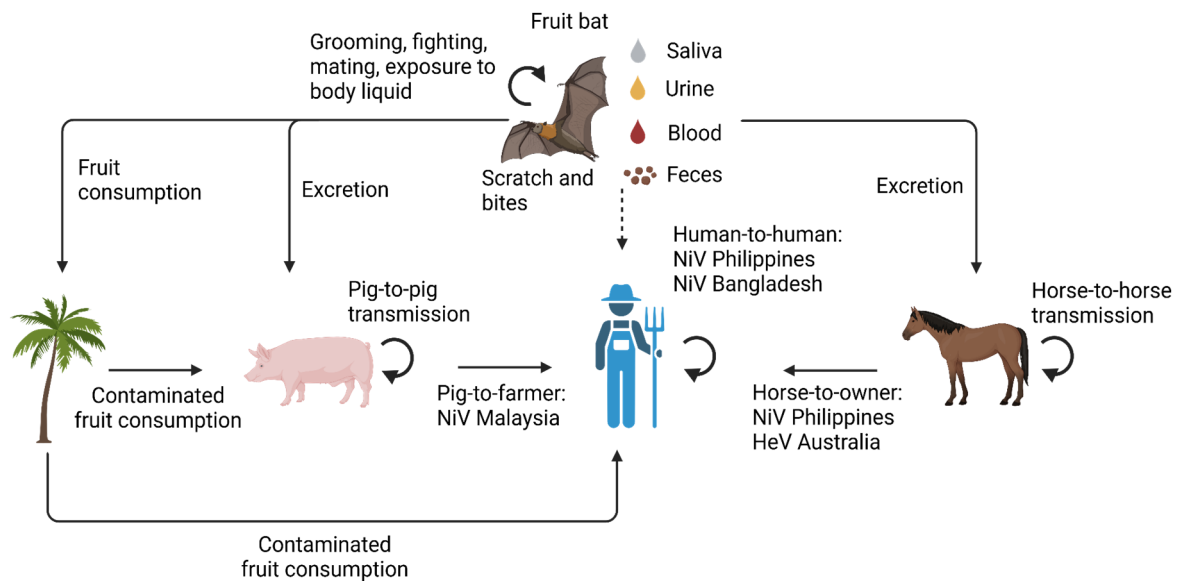 Fruit bat
Grooming, fighting,
mating, exposure to
body liquid
Saliva
Urine
Blood
Feces
Scratch and
bites
Fruit
consumption
Excretion
Excretion
Human-to-human:
NiV Philippines
NiV Bangladesh
Pig-to-pig
transmission
Horse-to-horse
transmission
Contaminated
fruit consumption
Pig-to-farmer:
NiV Malaysia
Horse-to-owner:
NiV Philippines
HeV Australia
Contaminated
fruit consumption